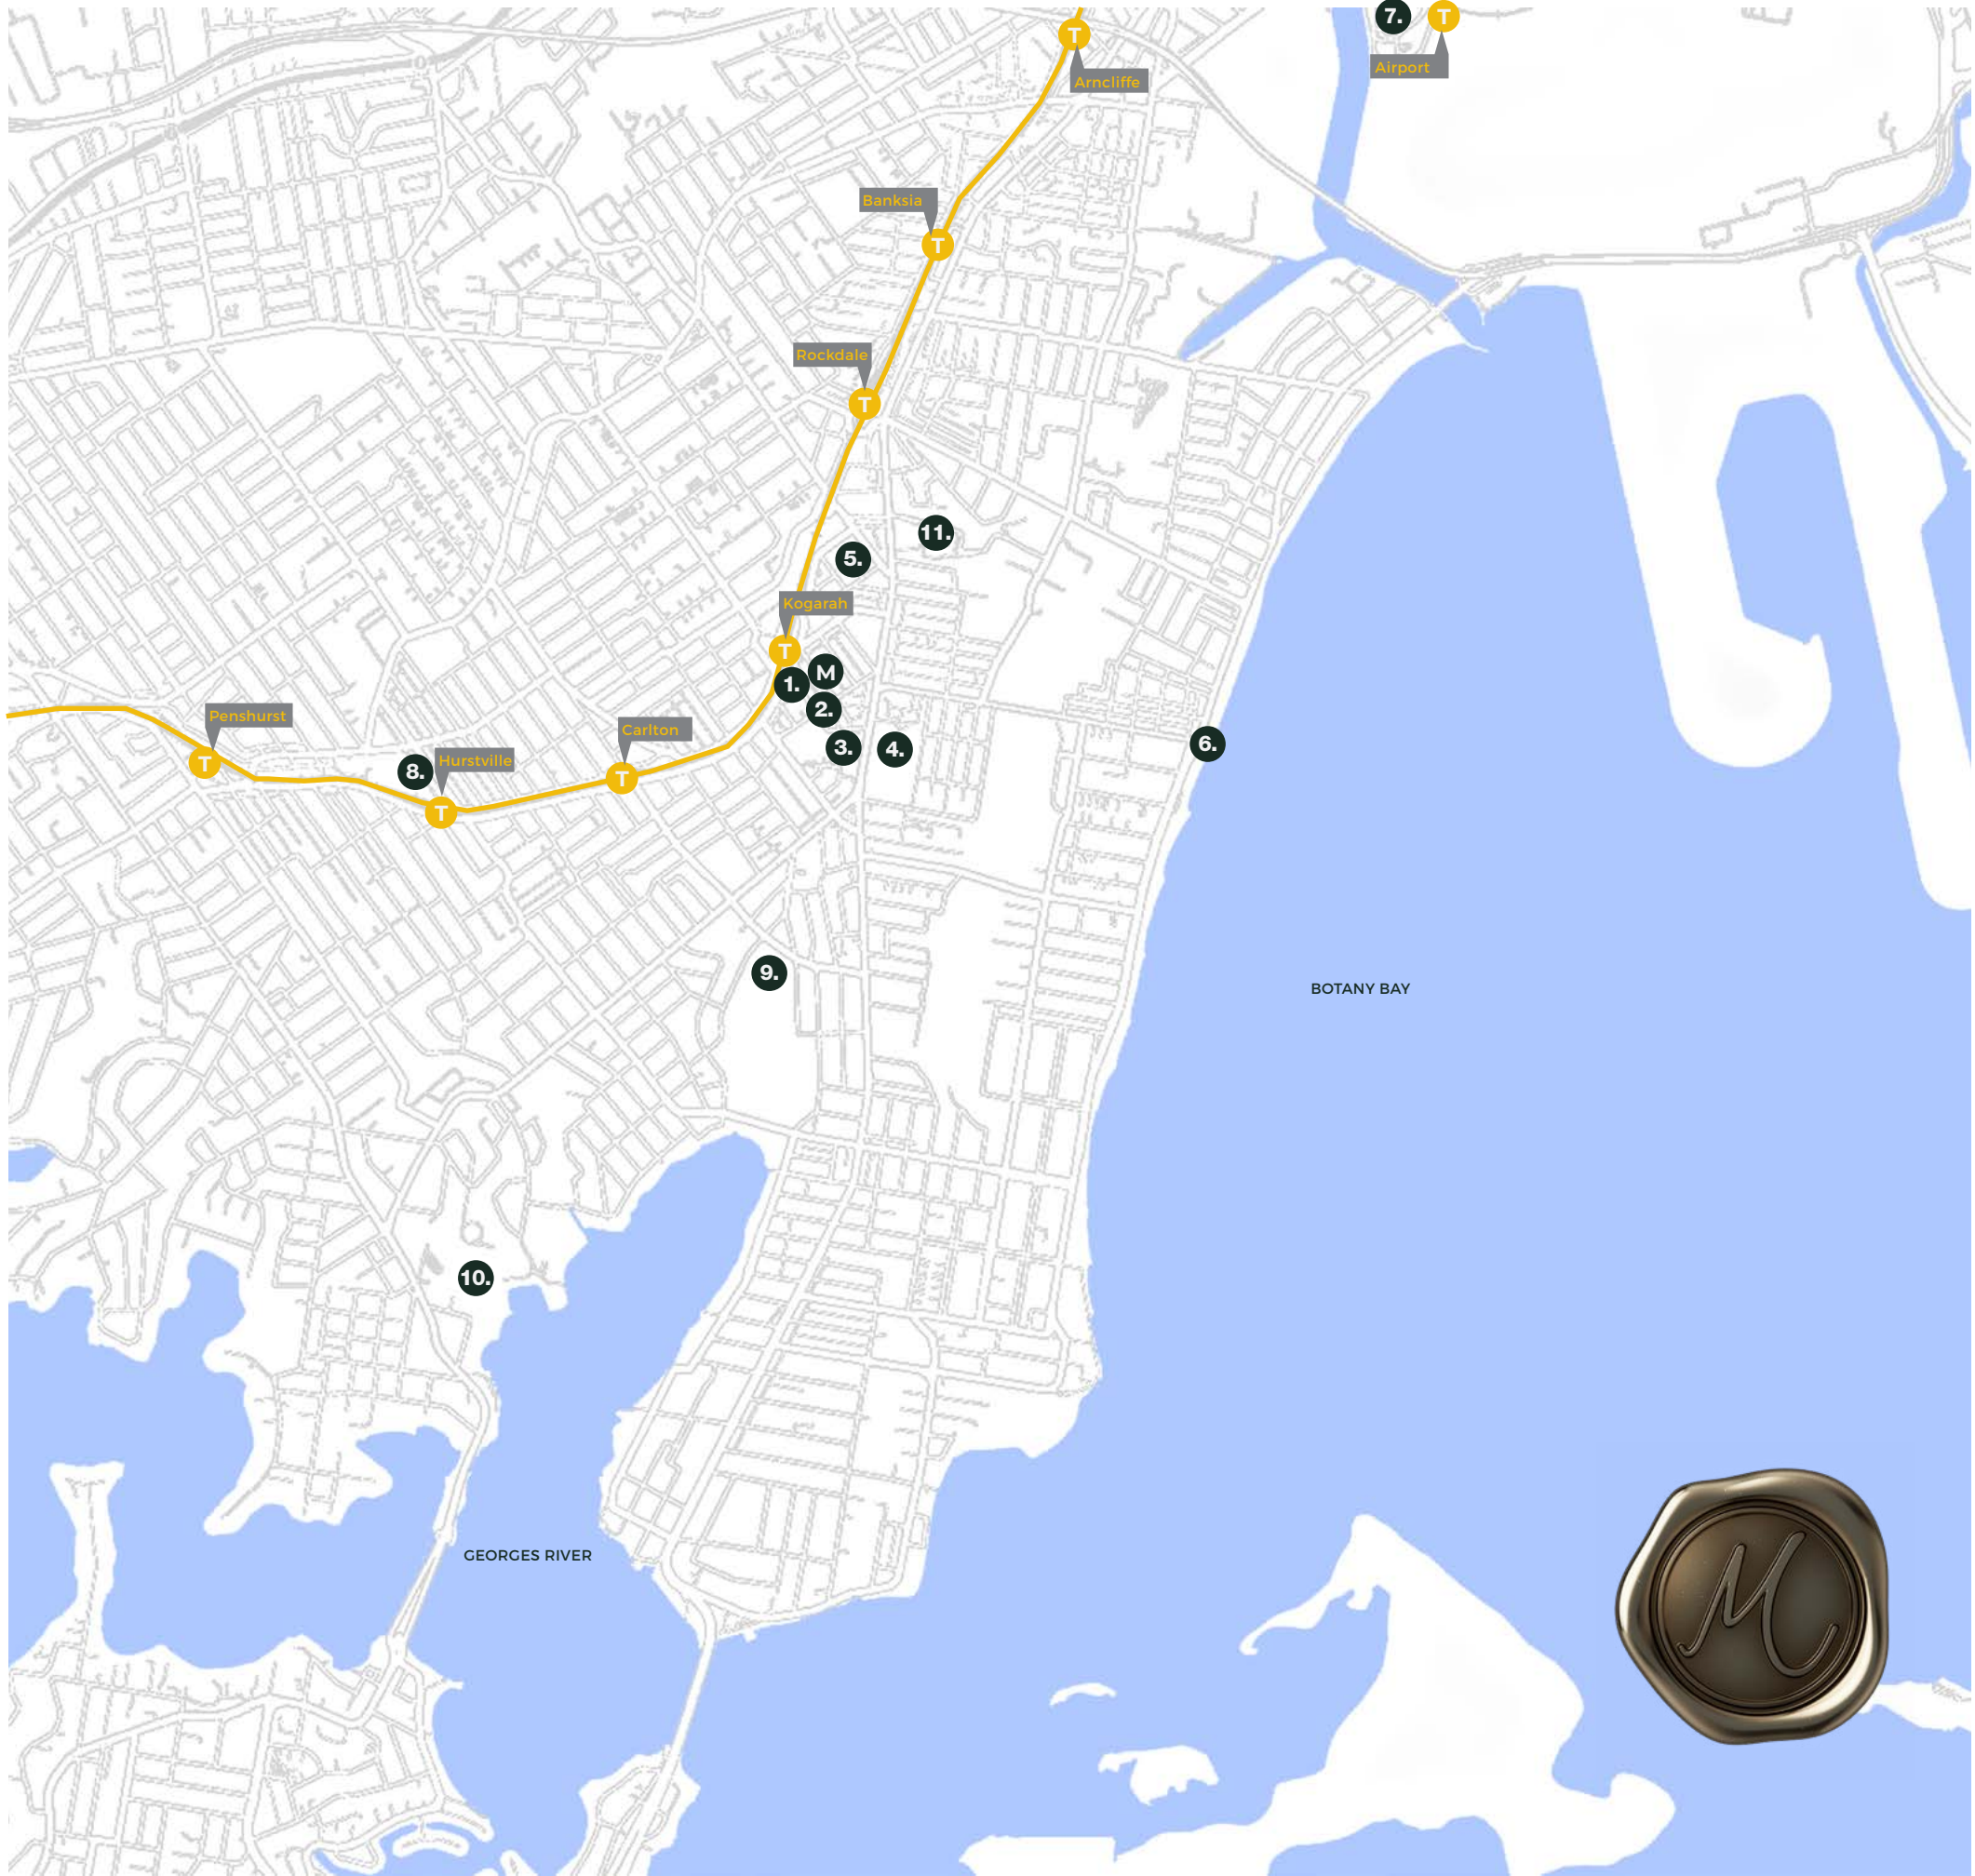 7.
T
T
Airport
Arncliffe
Banksia
T
Rockdale
T
11.
5.
Kogarah
T
M
1.
2.
Penshurst
Carlton
3.
4.
6.
Hurstville
T
8.
T
T
9.
BOTANY BAY
10.
GEORGES RIVER
M